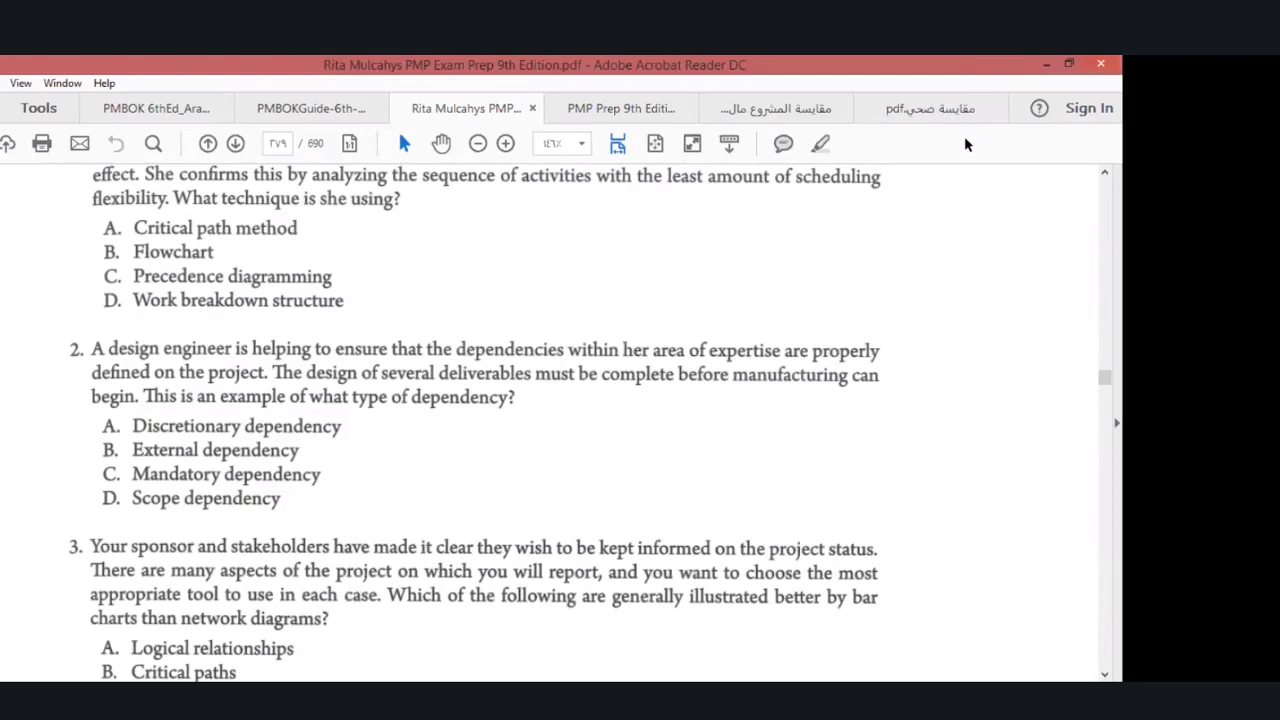 Rita Mulcahys PMP Exam Prep 9th Edition.pdf - Adobe Acrobat Reader DC
View Window Help
Tools PMBOK 6thEd_Ara... PMBOKGuide-6th-... Rita Mulcahys PMP... × PMP Prep 9th Editi... مقايسة المشروع مال... مقايسة صحي.pdf Sign In
٢٧٩ / 690 ١٤٦٪
effect. She confirms this by analyzing the sequence of activities with the least amount of scheduling
flexibility. What technique is she using?
A. Critical path method
B. Flowchart
C. Precedence diagramming
D. Work breakdown structure
2. A design engineer is helping to ensure that the dependencies within her area of expertise are properly
defined on the project. The design of several deliverables must be complete before manufacturing can
begin. This is an example of what type of dependency?
A. Discretionary dependency
B. External dependency
C. Mandatory dependency
D. Scope dependency
3. Your sponsor and stakeholders have made it clear they wish to be kept informed on the project status.
There are many aspects of the project on which you will report, and you want to choose the most
appropriate tool to use in each case. Which of the following are generally illustrated better by bar
charts than network diagrams?
A. Logical relationships
B. Critical paths